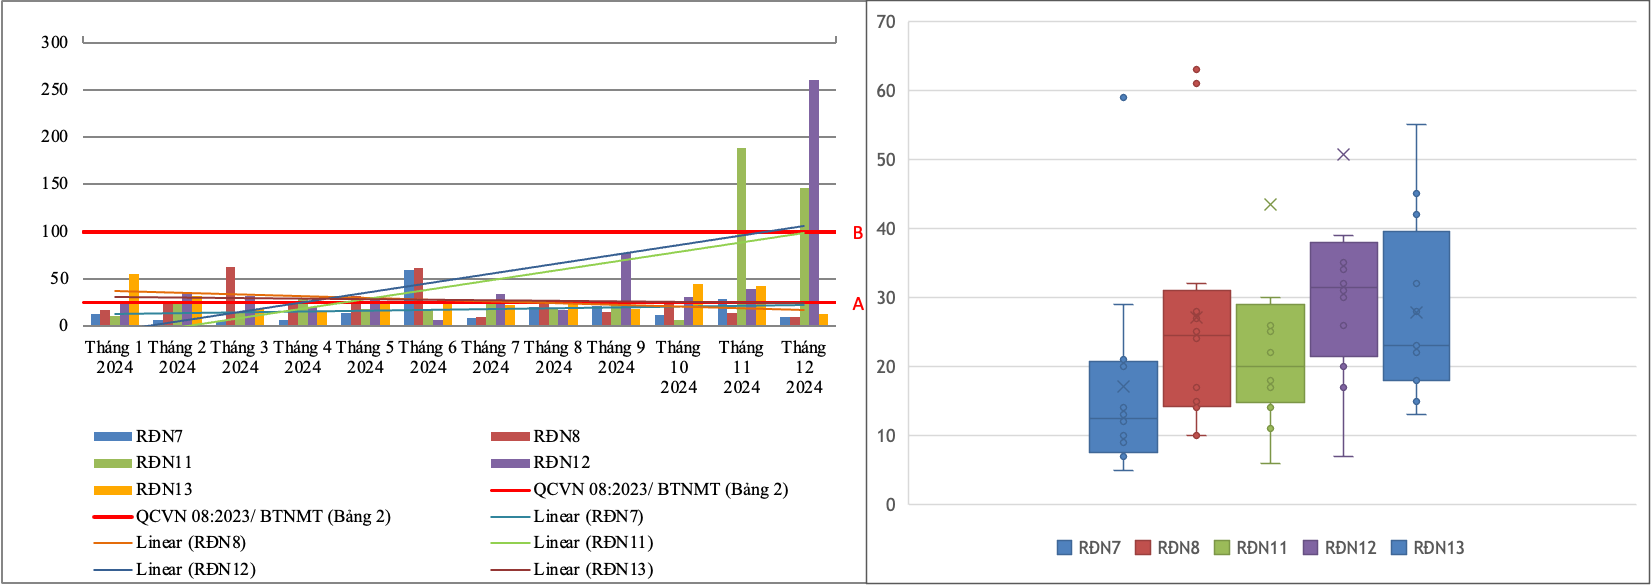 300
250
200
150
100
50
0
B
A
Tháng 1 2024
Tháng 2 2024
Tháng 3 2024
Tháng 4 2024
Tháng 5 2024
Tháng 6 2024
Tháng 7 2024
Tháng 8 2024
Tháng 9 2024
Tháng 10 2024
Tháng 11 2024
Tháng 12 2024
RĐN7
RĐN8
RĐN11
RĐN12
RĐN13
QCVN 08:2023/ BTNMT (Bảng 2)
QCVN 08:2023/ BTNMT (Bảng 2)
Linear (RĐN7)
Linear (RĐN8)
Linear (RĐN11)
Linear (RĐN12)
Linear (RĐN13)
70
60
50
40
30
20
10
0
RĐN7 RĐN8 RĐN11 RĐN12 RĐN13